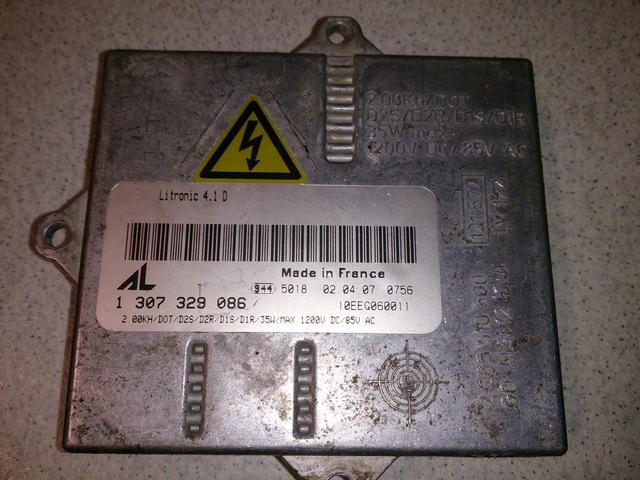 2.00Kh/DOT
D2S/D2R/D1S/D1R
35W/max.
1200V DC/85V AC
Litronic 4.1 D
Made in France
AL
944 5018 02 04 07 0756
1 307 329 086
10EEG060011
2 00KH/DOT/D2S/D2R/D1S/D1R/35W/MAX 1200V DC/85V AC